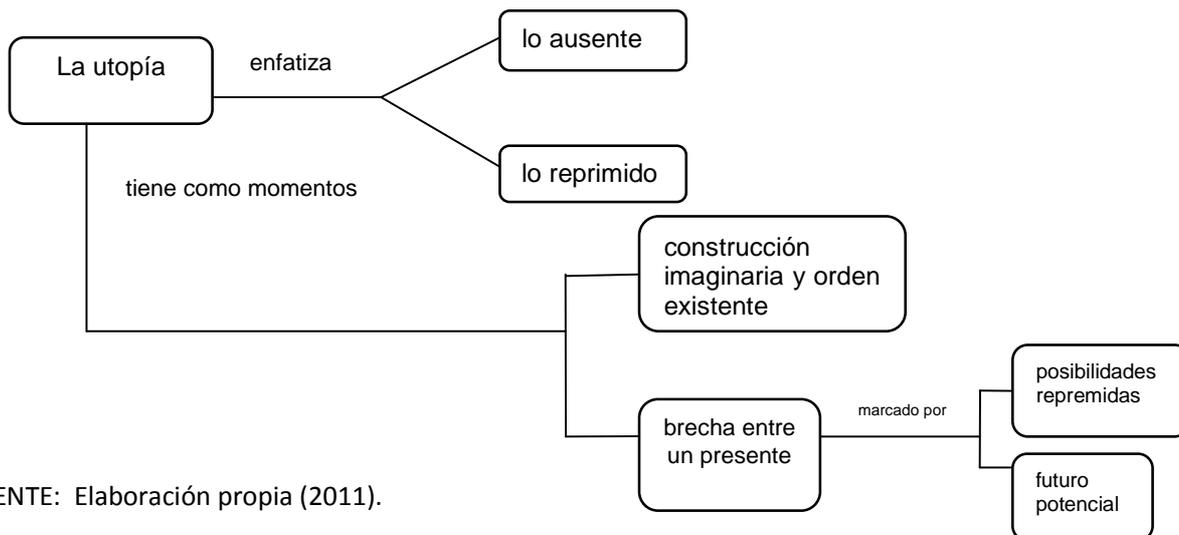 La utopía
enfatiza
lo ausente
lo reprimido
tiene como momentos
construcción
imaginaria y orden
existente
brecha entre
un presente
marcado por
posibilidades
repremidas
futuro
potencial
ENTE: Elaboración propia (2011).